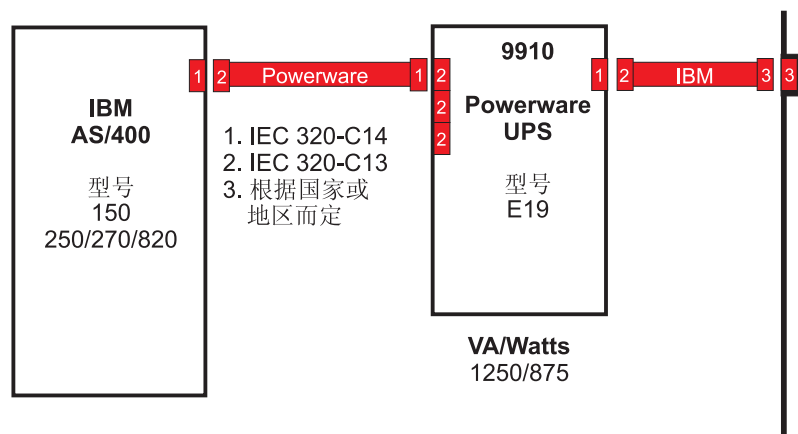 IBM
AS/400
型号
150
250/270/820
1
2
Powerware
1
1. IEC 320-C14
2. IEC 320-C13
3. 根据国家或
地区而定
9910
Powerware
UPS
型号
E19
2
2
2
1
VA/Watts
1250/875
2
IBM
3
3